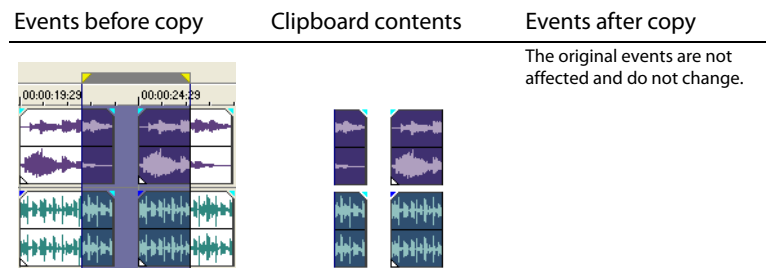 Events before copy
Clipboard contents
Events after copy
The original events are not
affected and do not change.
00:00:19:29
00:00:24:29